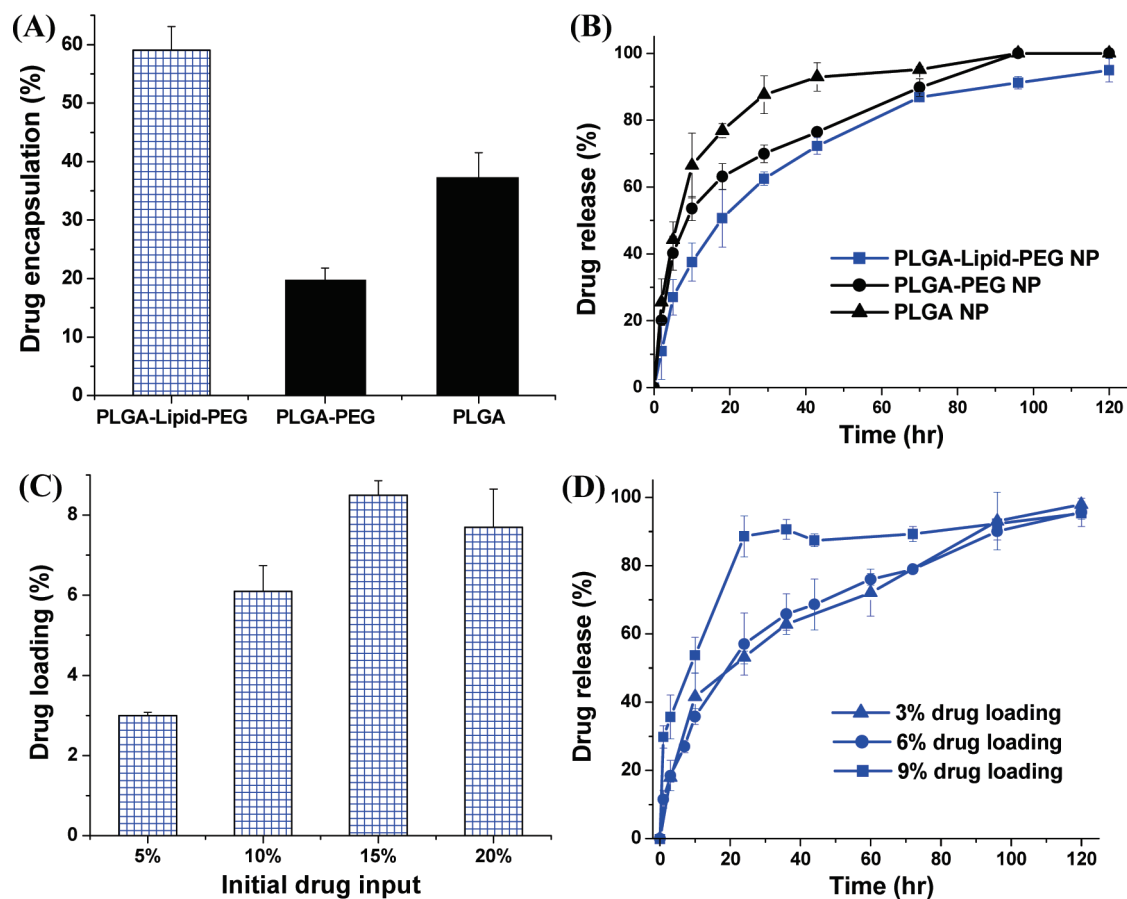 (A)
Drug encapsulation (%)
60
50
40
30
20
10
0
PLGA-Lipid-PEG PLGA-PEG PLGA
(B)
Drug release (%)
100
80
60
40
20
0
PLGA-Lipid-PEG NP
PLGA-PEG NP
PLGA NP
0 20 40 60 80 100 120
Time (hr)
(C)
Drug loading (%)
8
6
4
2
0
5% 10% 15% 20%
Initial drug input
(D)
Drug release (%)
100
80
60
40
20
0
3% drug loading
6% drug loading
9% drug loading
0 20 40 60 80 100 120
Time (hr)